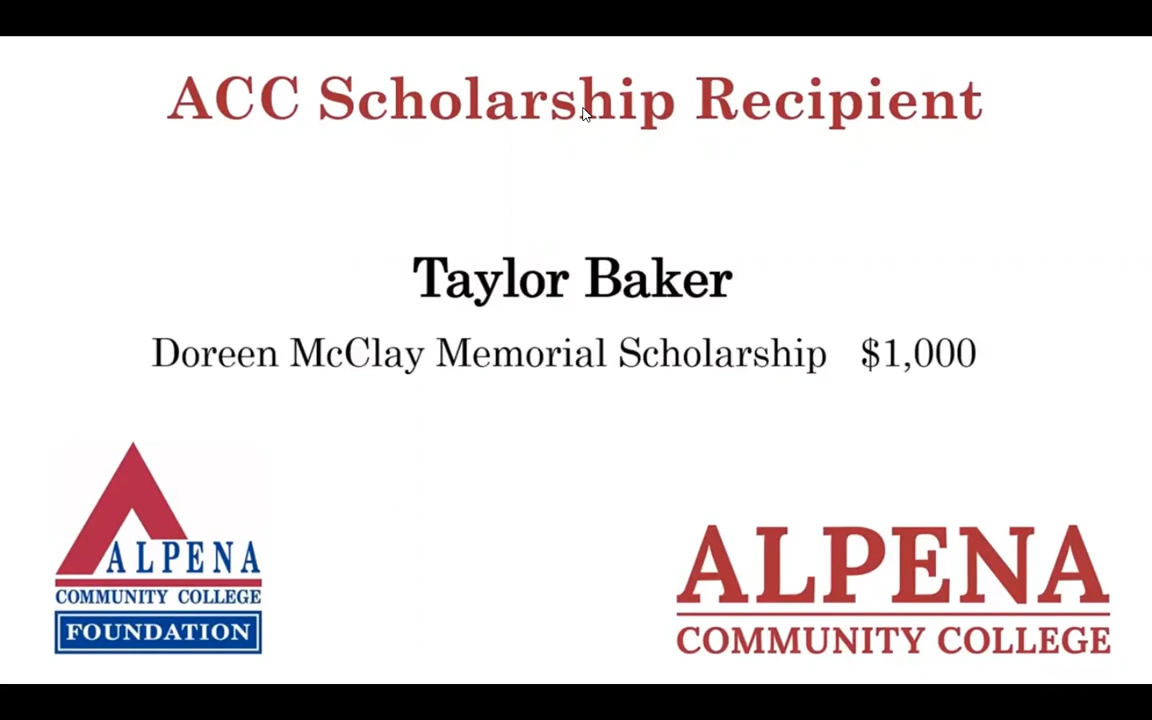 ACC Scholarship Recipient
Taylor Baker
Doreen McClay Memorial Scholarship $1,000
ALPENA
COMMUNITY COLLEGE
FOUNDATION
ALPENA
COMMUNITY COLLEGE